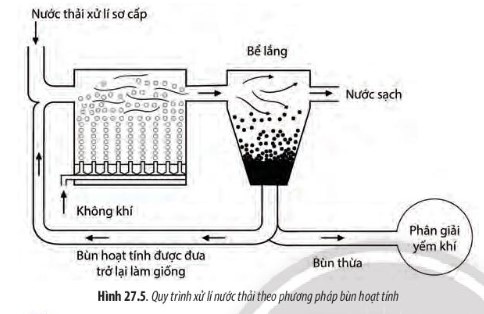 Nước thải xử lí sơ cấp
Bể lắng
Nước sạch
Không khí
Bùn hoạt tính được đưa
trở lại làm giống
Bùn thừa
Phân giải
yếm khí
Hình 27.5. Quy trình xử lí nước thải theo phương pháp bùn hoạt tính